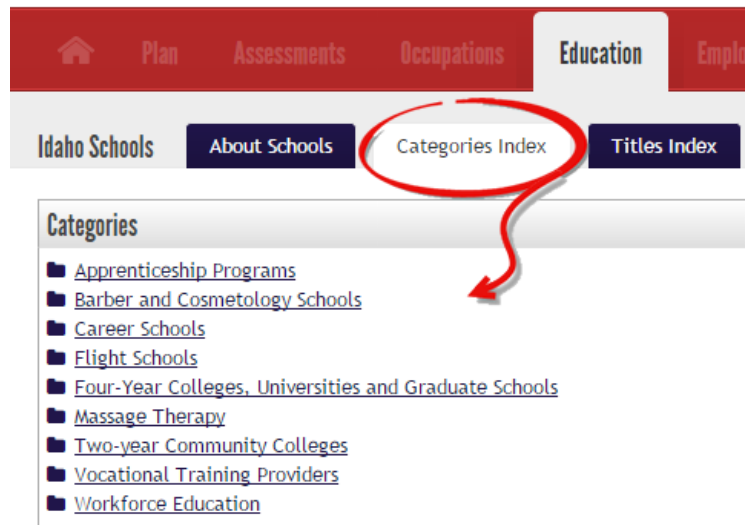 Plan Assessments Occupations Education Emplo
Idaho Schools About Schools Categories Index Titles Index
Categories
Apprenticeship Programs
Barber and Cosmetology Schools
Career Schools
Flight Schools
Four-Year Colleges, Universities and Graduate Schools
Massage Therapy
Two-year Community Colleges
Vocational Training Providers
Workforce Education